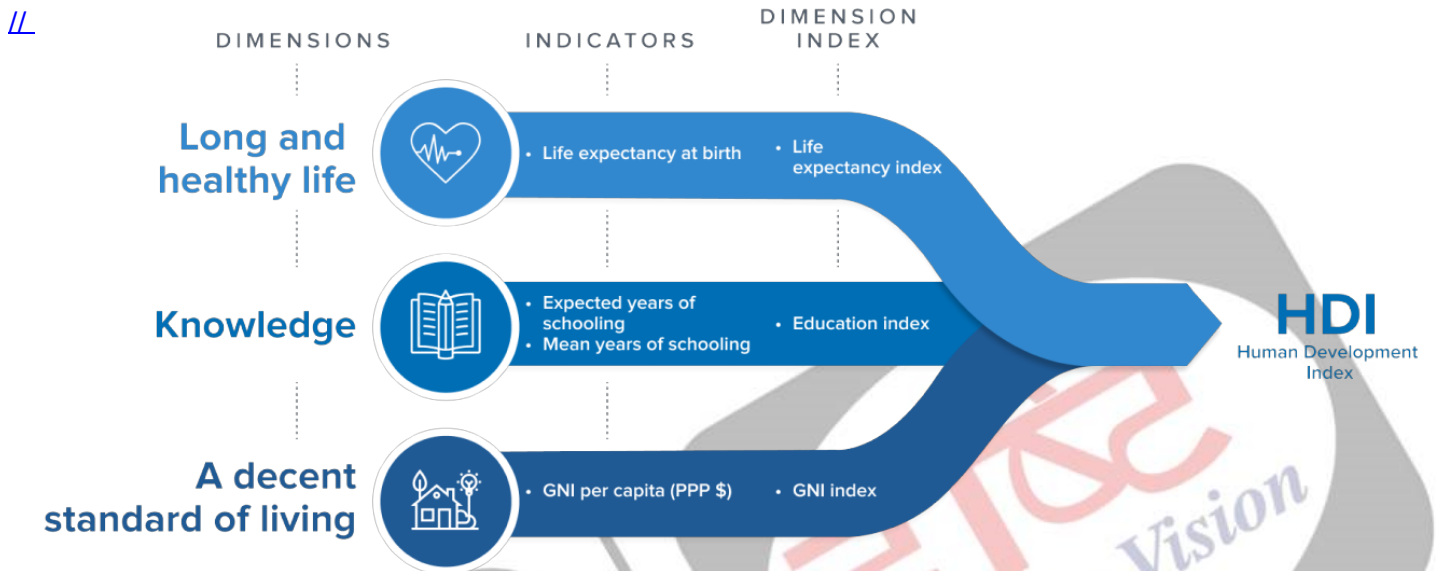 //
DIMENSIONS
INDICATORS
DIMENSION
INDEX
Long and
healthy life
• Life expectancy at birth
• Life
expectancy index
Knowledge
• Expected years of
schooling
• Mean years of schooling
• Education index
HDI
Human Development
Index
A decent
standard of living
• GNI per capita (PPP $)
• GNI index
Vision